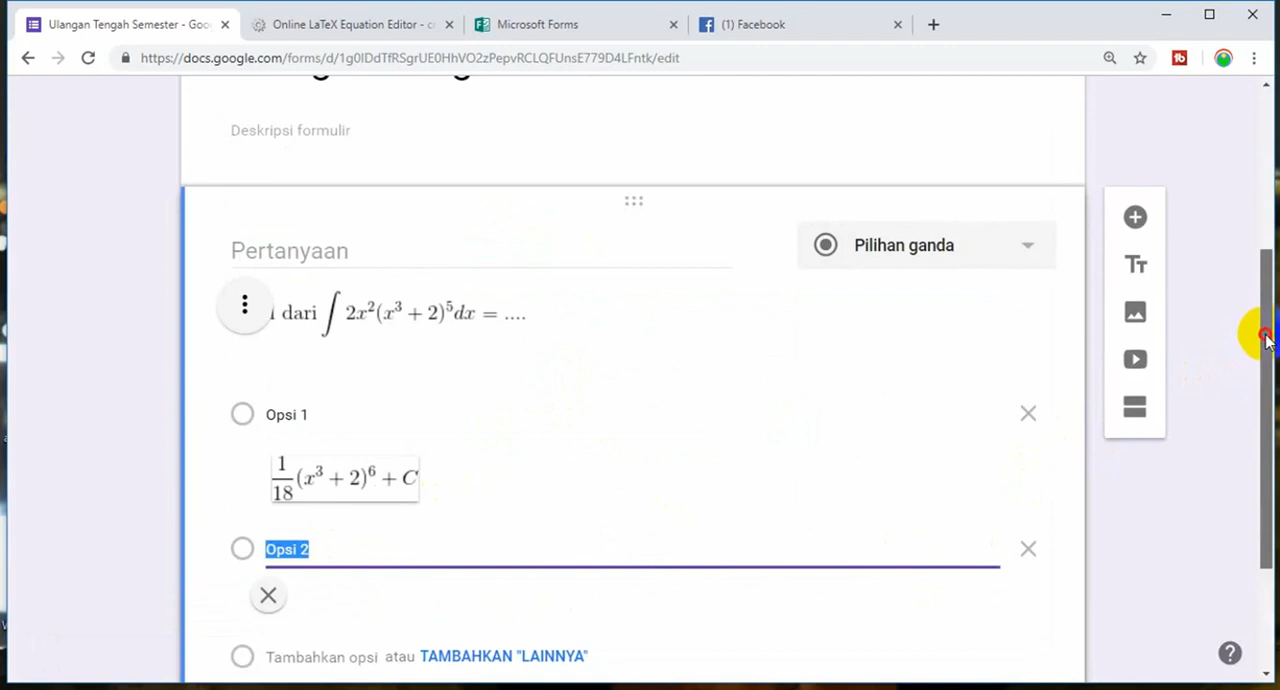 Ulangan Tengah Semester - Goo
Online LaTeX Equation Editor - c
Microsoft Forms
(1) Facebook
https://docs.google.com/forms/d/1g0IDdTfRSgrUE0HhVO2zPepvRCLQFUnsE779D4LFntk/edit
Deskripsi formulir
Pertanyaan
Pilihan ganda
dari ∫ 2x²(x³ + 2)⁵dx = ....
Opsi 1
1/18 (x³ + 2)⁶ + C
Opsi 2
Tambahkan opsi atau TAMBAHKAN "LAINNYA"